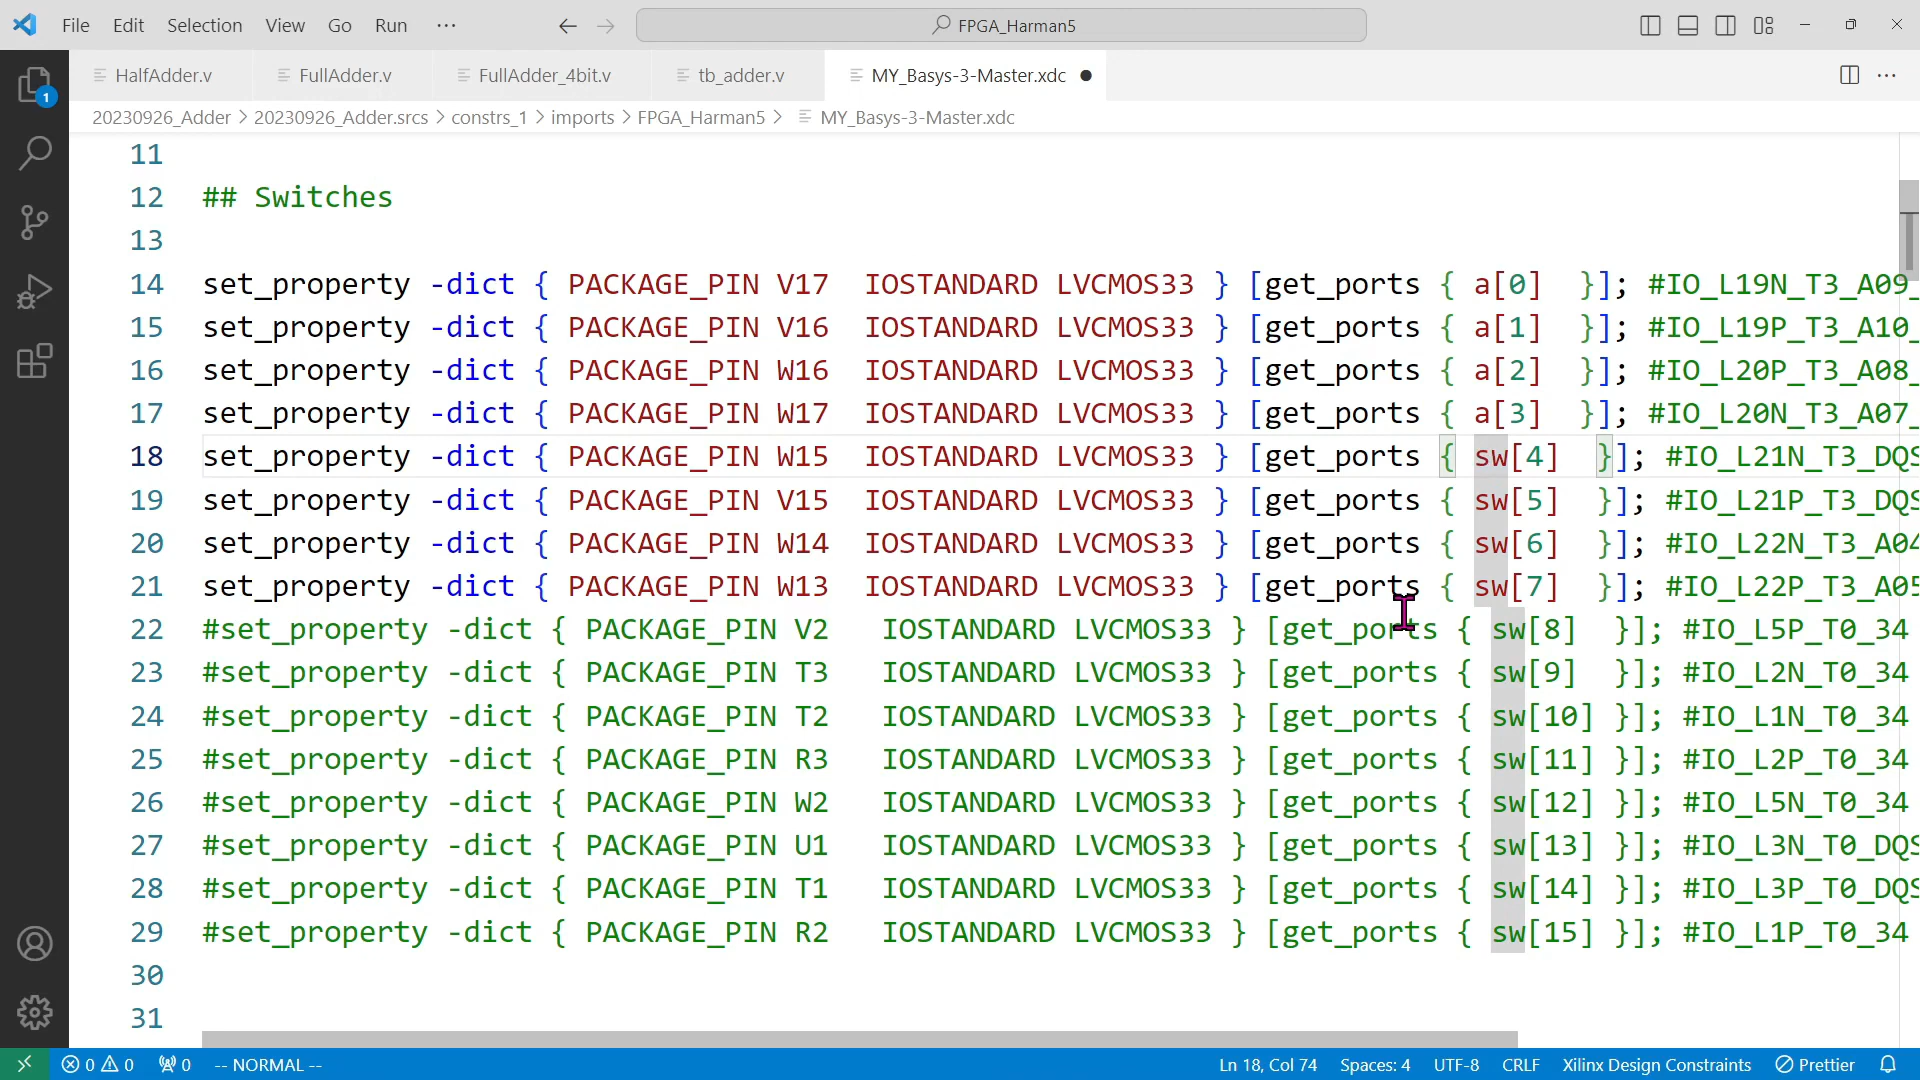 File Edit Selection View Go Run ··· FPGA_Harman5
HalfAdder.v FullAdder.v FullAdder_4bit.v tb_adder.v MY_Basys-3-Master.xdc
20230926_Adder > 20230926_Adder.srcs > constrs_1 > imports > FPGA_Harman5 > MY_Basys-3-Master.xdc
11
12 ## Switches
13
14 set_property -dict { PACKAGE_PIN V17 IOSTANDARD LVCMOS33 } [get_ports { a[0] }]; #IO_L19N_T3_A09_
15 set_property -dict { PACKAGE_PIN V16 IOSTANDARD LVCMOS33 } [get_ports { a[1] }]; #IO_L19P_T3_A10_
16 set_property -dict { PACKAGE_PIN W16 IOSTANDARD LVCMOS33 } [get_ports { a[2] }]; #IO_L20P_T3_A08_
17 set_property -dict { PACKAGE_PIN W17 IOSTANDARD LVCMOS33 } [get_ports { a[3] }]; #IO_L20N_T3_A07_
18 set_property -dict { PACKAGE_PIN W15 IOSTANDARD LVCMOS33 } [get_ports { sw[4] }]; #IO_L21N_T3_DQS
19 set_property -dict { PACKAGE_PIN V15 IOSTANDARD LVCMOS33 } [get_ports { sw[5] }]; #IO_L21P_T3_DQS
20 set_property -dict { PACKAGE_PIN W14 IOSTANDARD LVCMOS33 } [get_ports { sw[6] }]; #IO_L22N_T3_A04
21 set_property -dict { PACKAGE_PIN W13 IOSTANDARD LVCMOS33 } [get_ports { sw[7] }]; #IO_L22P_T3_A05
22 #set_property -dict { PACKAGE_PIN V2 IOSTANDARD LVCMOS33 } [get_ports { sw[8] }]; #IO_L5P_T0_34
23 #set_property -dict { PACKAGE_PIN T3 IOSTANDARD LVCMOS33 } [get_ports { sw[9] }]; #IO_L2N_T0_34
24 #set_property -dict { PACKAGE_PIN T2 IOSTANDARD LVCMOS33 } [get_ports { sw[10] }]; #IO_L1N_T0_34
25 #set_property -dict { PACKAGE_PIN R3 IOSTANDARD LVCMOS33 } [get_ports { sw[11] }]; #IO_L2P_T0_34
26 #set_property -dict { PACKAGE_PIN W2 IOSTANDARD LVCMOS33 } [get_ports { sw[12] }]; #IO_L5N_T0_34
27 #set_property -dict { PACKAGE_PIN U1 IOSTANDARD LVCMOS33 } [get_ports { sw[13] }]; #IO_L3N_T0_DQS
28 #set_property -dict { PACKAGE_PIN T1 IOSTANDARD LVCMOS33 } [get_ports { sw[14] }]; #IO_L3P_T0_DQS
29 #set_property -dict { PACKAGE_PIN R2 IOSTANDARD LVCMOS33 } [get_ports { sw[15] }]; #IO_L1P_T0_34
30
31
0 0 0 -- NORMAL -- Ln 18, Col 74 Spaces: 4 UTF-8 CRLF Xilinx Design Constraints Prettier
1